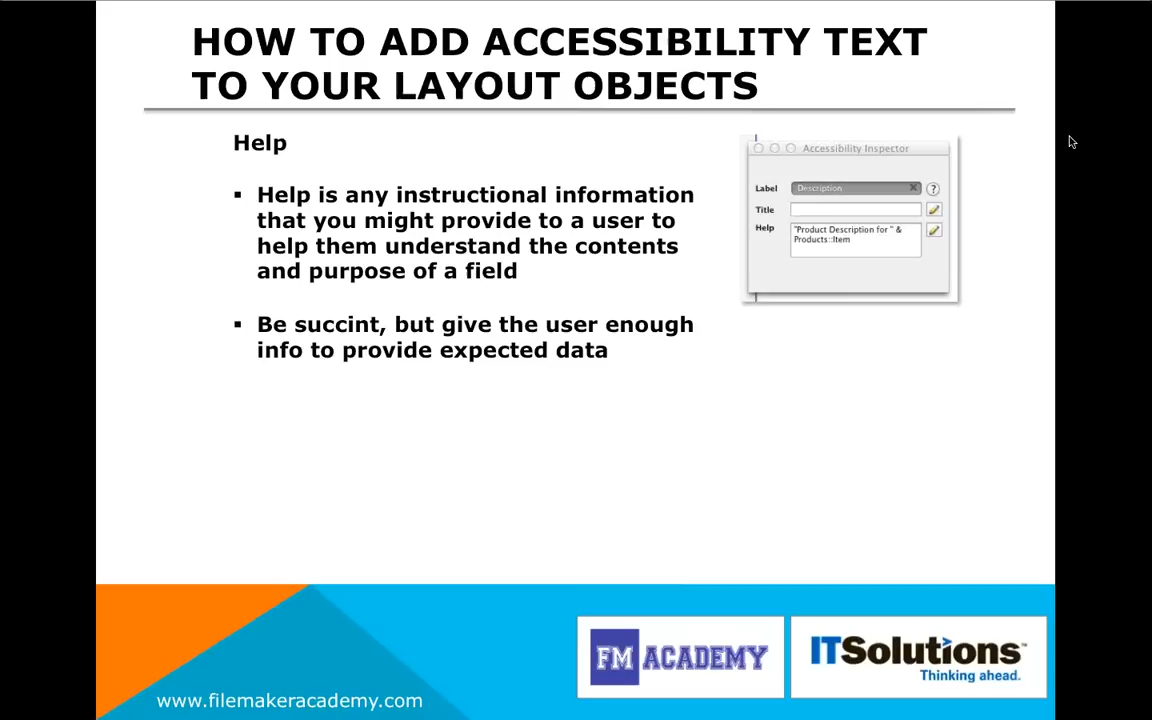 HOW TO ADD ACCESSIBILITY TEXT
TO YOUR LAYOUT OBJECTS
Help
▪ Help is any instructional information
that you might provide to a user to
help them understand the contents
and purpose of a field
▪ Be succint, but give the user enough
info to provide expected data
Accessibility Inspector
Label Description ?
Title
Help "Product Description for " &
Products::Item
FM ACADEMY
ITSolutions™
Thinking ahead.
www.filemakeracademy.com